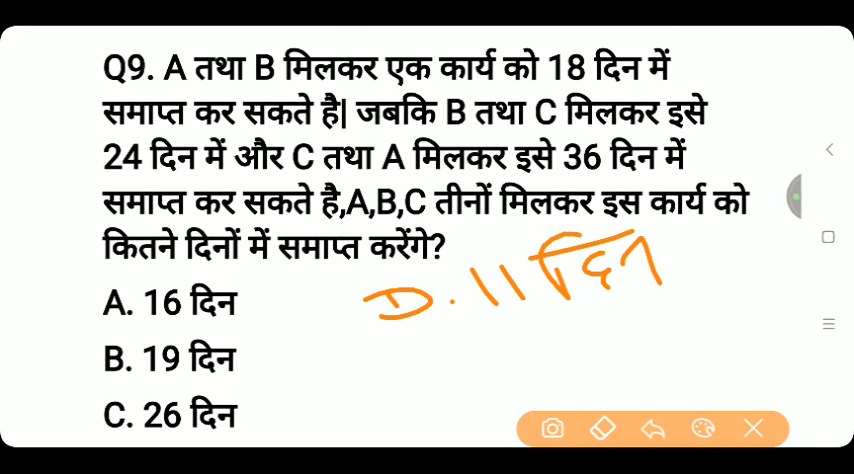 Q9. A तथा B मिलकर एक कार्य को 18 दिन में
समाप्त कर सकते है| जबकि B तथा C मिलकर इसे
24 दिन में और C तथा A मिलकर इसे 36 दिन में
समाप्त कर सकते है,A,B,C तीनों मिलकर इस कार्य को
कितने दिनों में समाप्त करेंगे?
D. 11 दिन
A. 16 दिन
B. 19 दिन
C. 26 दिन